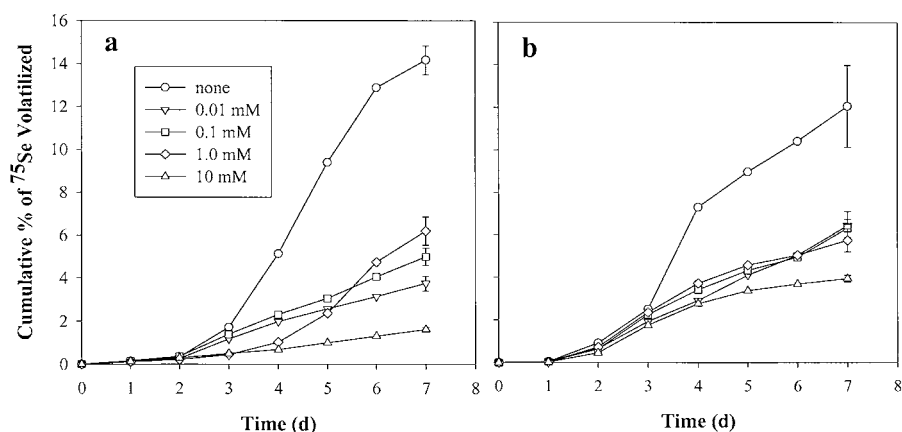 Cumulative % of ⁷⁵Se Volatilized
16
14
12
10
8
6
4
2
0
a
none
0.01 mM
0.1 mM
1.0 mM
10 mM
0 1 2 3 4 5 6 7 8
Time (d)
b
0 1 2 3 4 5 6 7 8
Time (d)